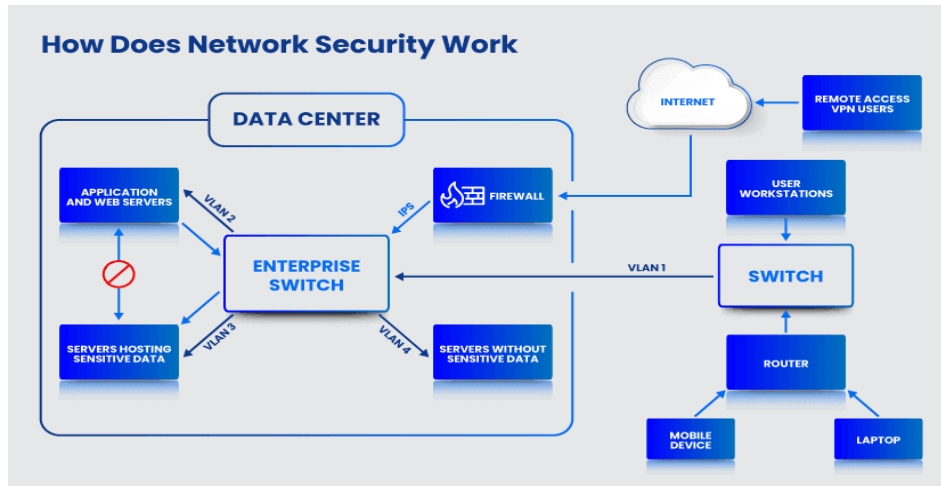 How Does Network Security Work
DATA CENTER
INTERNET
REMOTE ACCESS
VPN USERS
APPLICATION
AND WEB SERVERS
VLAN 2
IPS
FIREWALL
USER
WORKSTATIONS
ENTERPRISE
SWITCH
VLAN 1
SWITCH
SERVERS HOSTING
SENSITIVE DATA
VLAN 3
VLAN 4
SERVERS WITHOUT
SENSITIVE DATA
ROUTER
MOBILE
DEVICE
LAPTOP